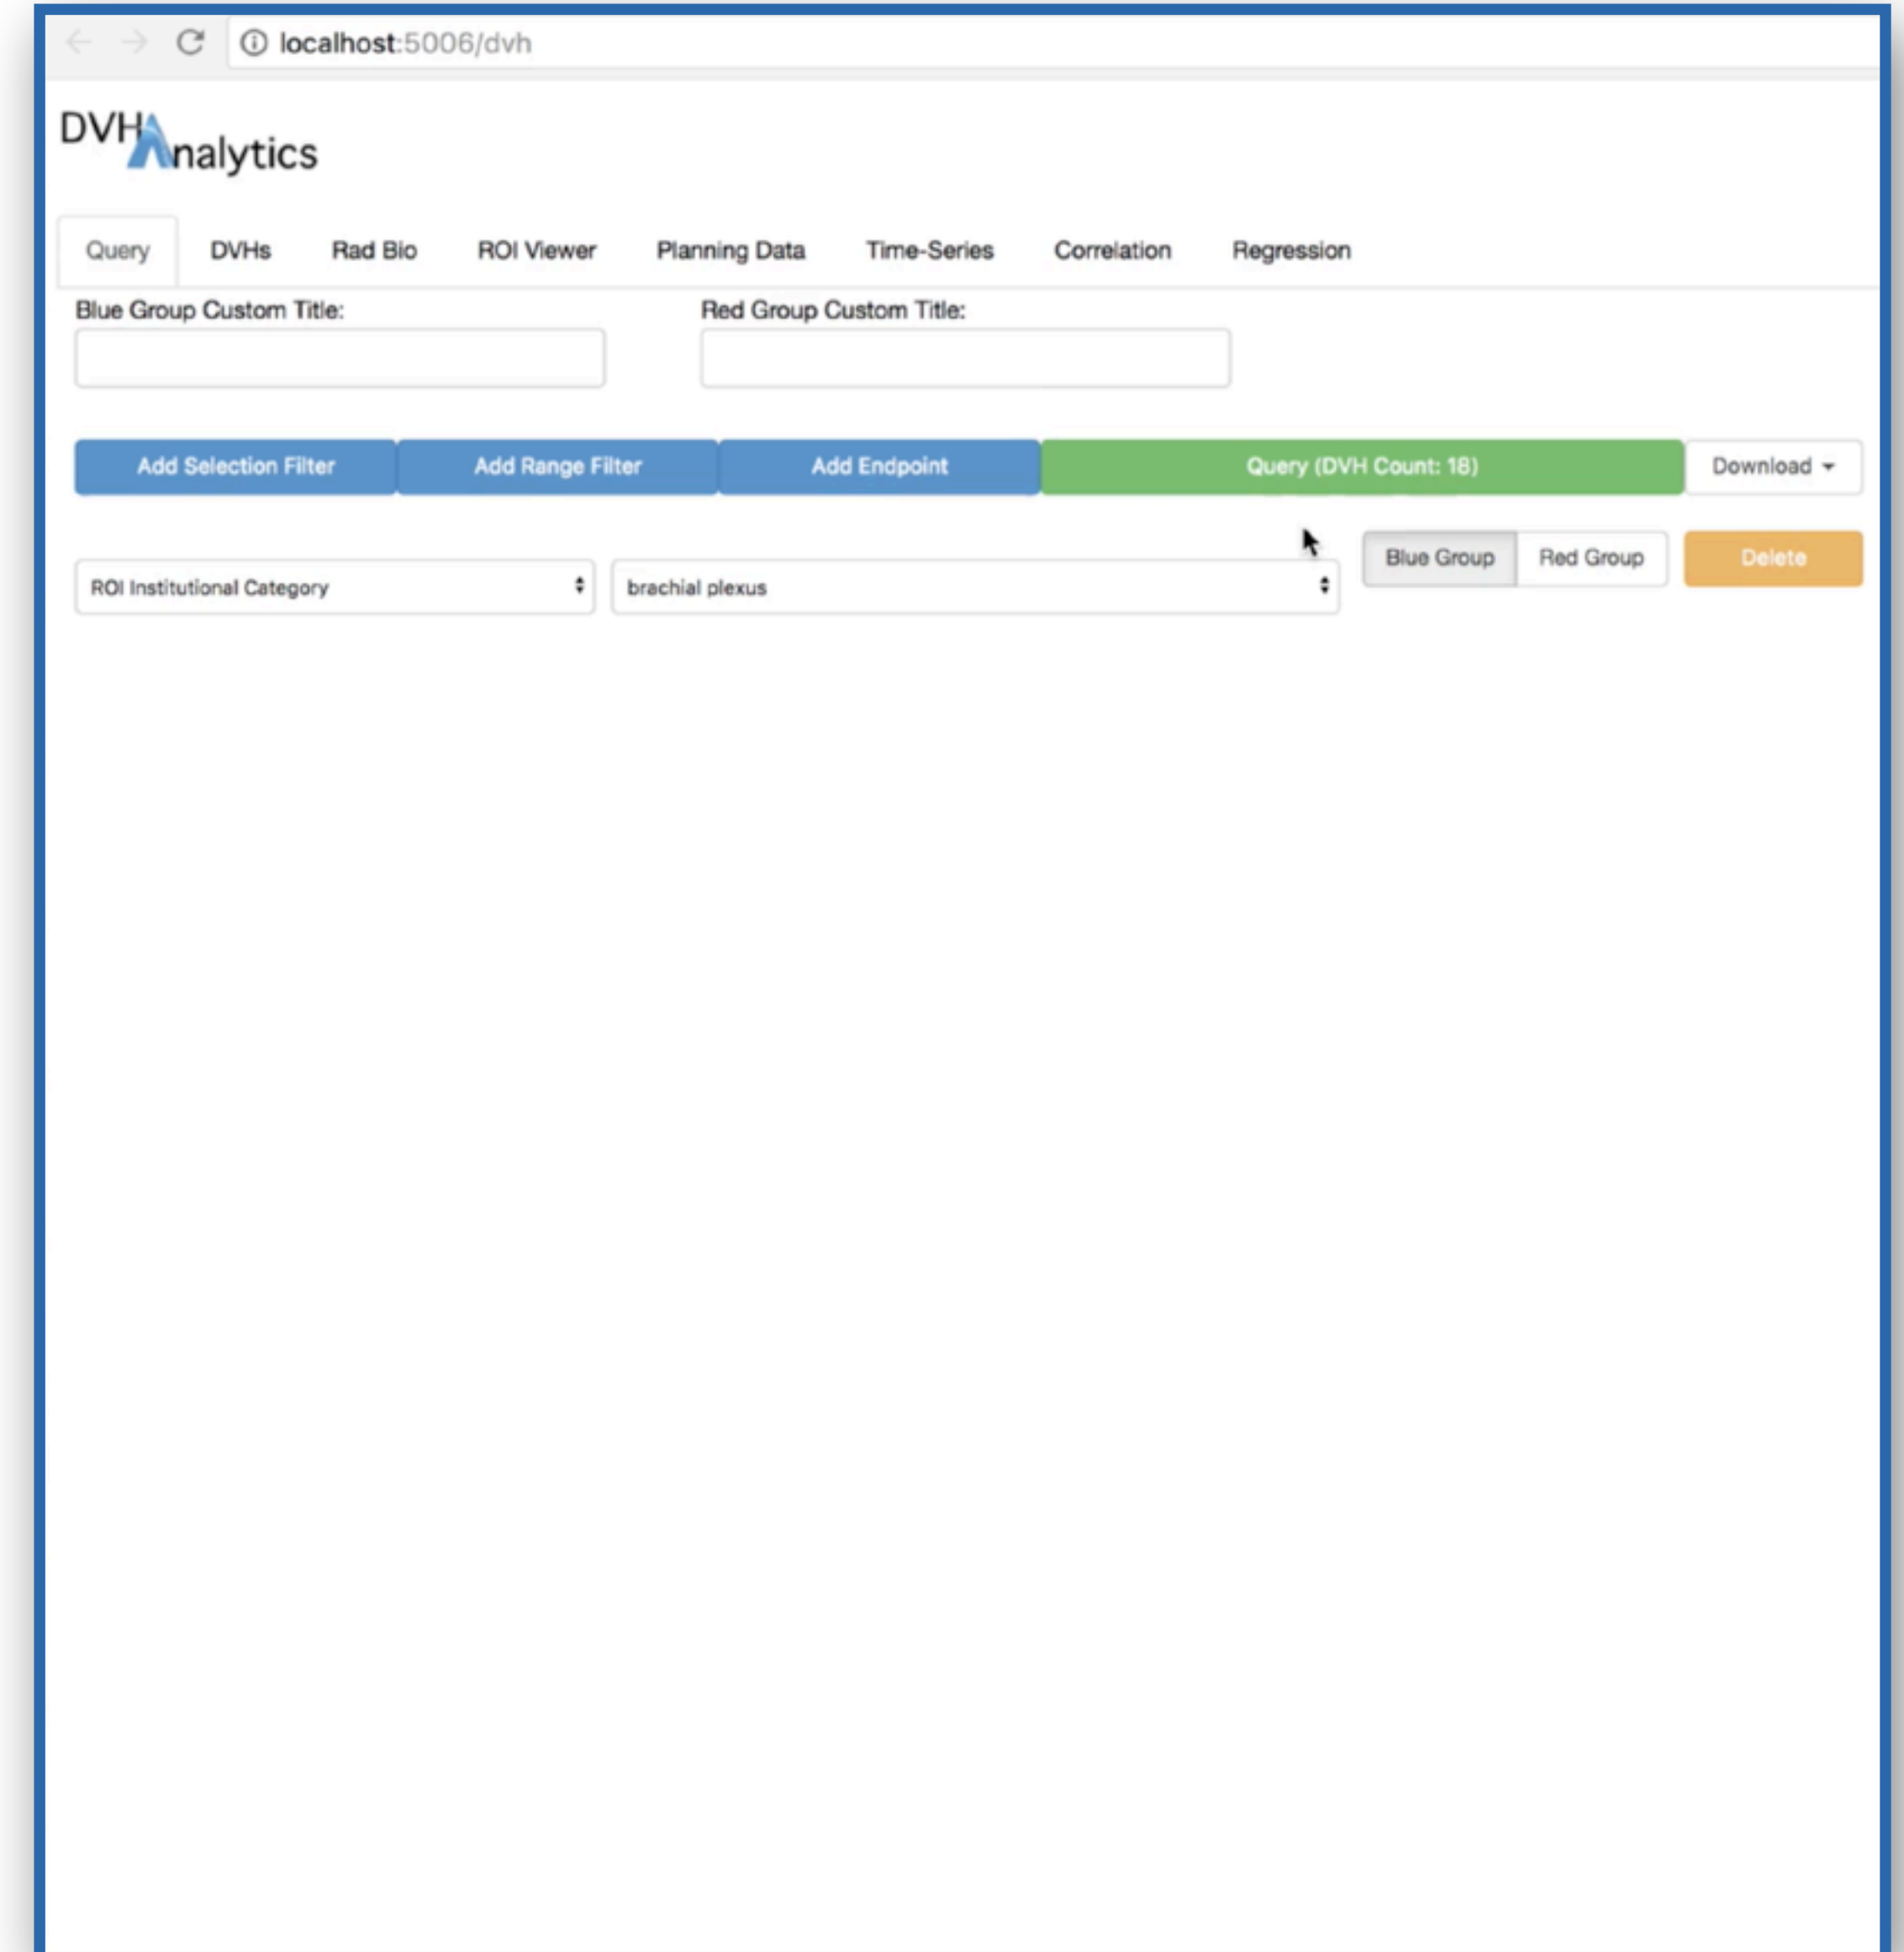 localhost:5006/dvh
DVH Analytics
Query DVHs Rad Bio ROI Viewer Planning Data Time-Series Correlation Regression
Blue Group Custom Title: Red Group Custom Title:
Add Selection Filter Add Range Filter Add Endpoint Query (DVH Count: 18) Download
ROI Institutional Category brachial plexus Blue Group Red Group Delete